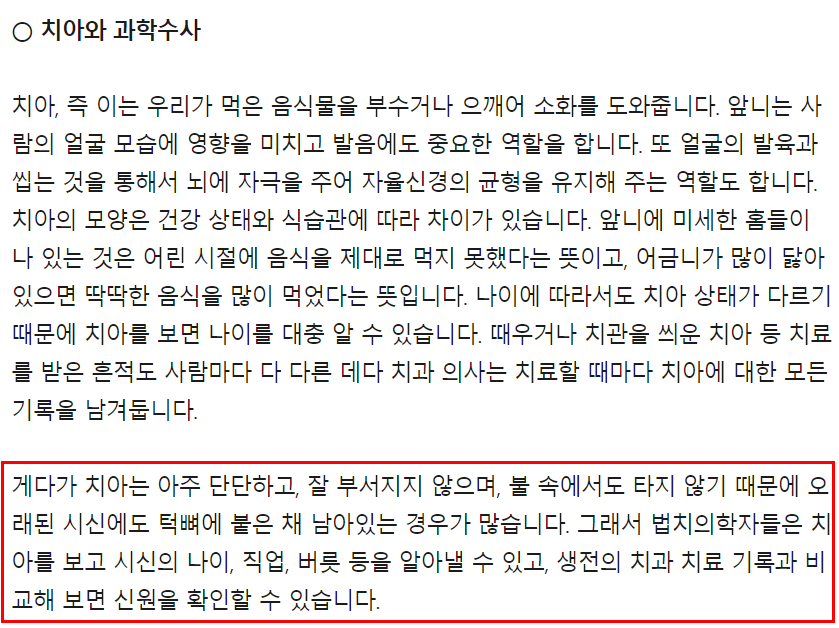 ○ 치아와 과학수사
치아, 즉 이는 우리가 먹은 음식물을 부수거나 으깨어 소화를 도와줍니다. 앞니는 사
람의 얼굴 모습에 영향을 미치고 발음에도 중요한 역할을 합니다. 또 얼굴의 발육과
씹는 것을 통해서 뇌에 자극을 주어 자율신경의 균형을 유지해 주는 역할도 합니다.
치아의 모양은 건강 상태와 식습관에 따라 차이가 있습니다. 앞니에 미세한 홈들이
나 있는 것은 어린 시절에 음식을 제대로 먹지 못했다는 뜻이고, 어금니가 많이 닳아
있으면 딱딱한 음식을 많이 먹었다는 뜻입니다. 나이에 따라서도 치아 상태가 다르기
때문에 치아를 보면 나이를 대충 알 수 있습니다. 때우거나 치관을 씌운 치아 등 치료
를 받은 흔적도 사람마다 다 다른 데다 치과 의사는 치료할 때마다 치아에 대한 모든
기록을 남겨둡니다.
게다가 치아는 아주 단단하고, 잘 부서지지 않으며, 불 속에서도 타지 않기 때문에 오
래된 시신에도 턱뼈에 붙은 채 남아있는 경우가 많습니다. 그래서 법치의학자들은 치
아를 보고 시신의 나이, 직업, 버릇 등을 알아낼 수 있고, 생전의 치과 치료 기록과 비
교해 보면 신원을 확인할 수 있습니다.